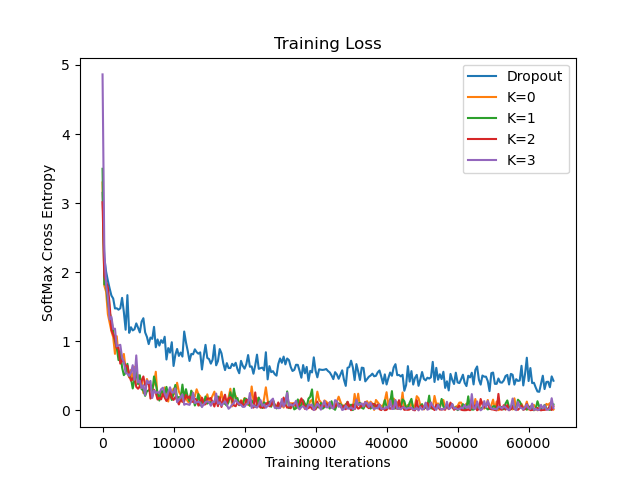 Training Loss
SoftMax Cross Entropy
5
4
3
2
1
0
Dropout
K=0
K=1
K=2
K=3
0 10000 20000 30000 40000 50000 60000
Training Iterations